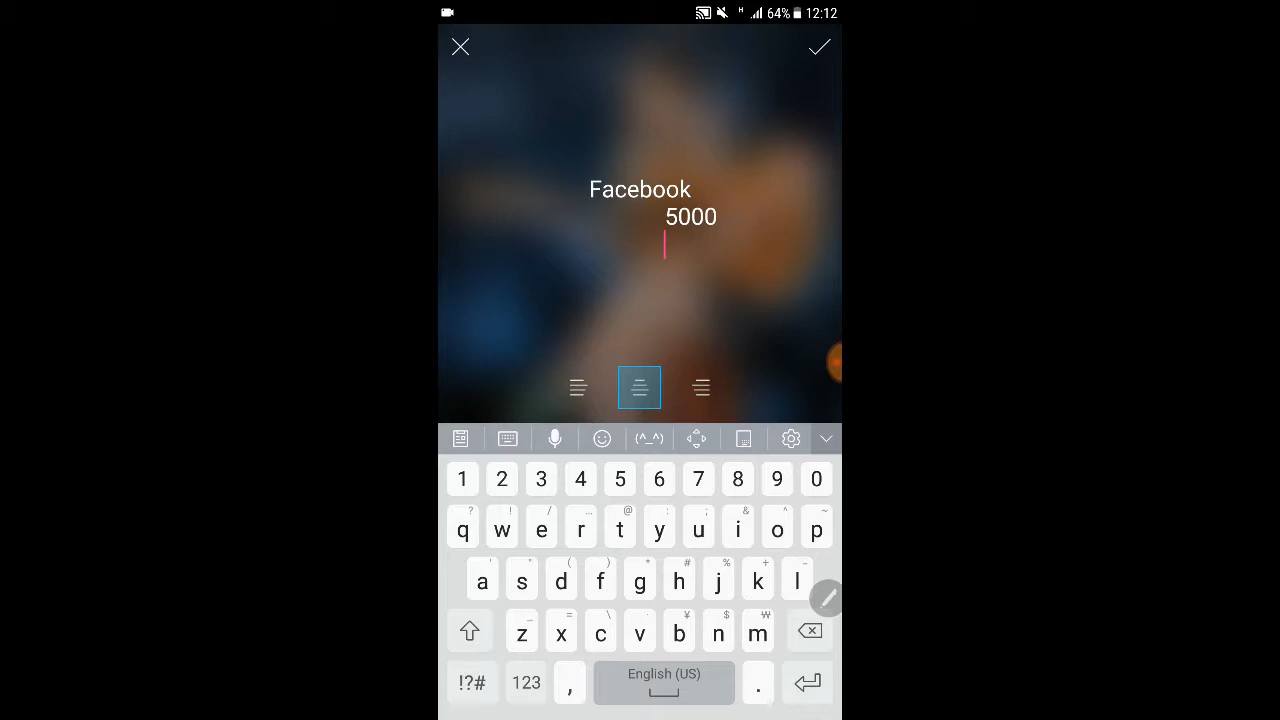 H 64% 12:12
Facebook
5000
(^_^)
1 2 3 4 5 6 7 8 9 0
? ! / ... @ : ; & ^ ~
q w e r t y u i o p
' " ( ) * # % + -
a s d f g h j k l
_ = \ · ¥ $ ₩
z x c v b n m
!?# 123 , English (US) .